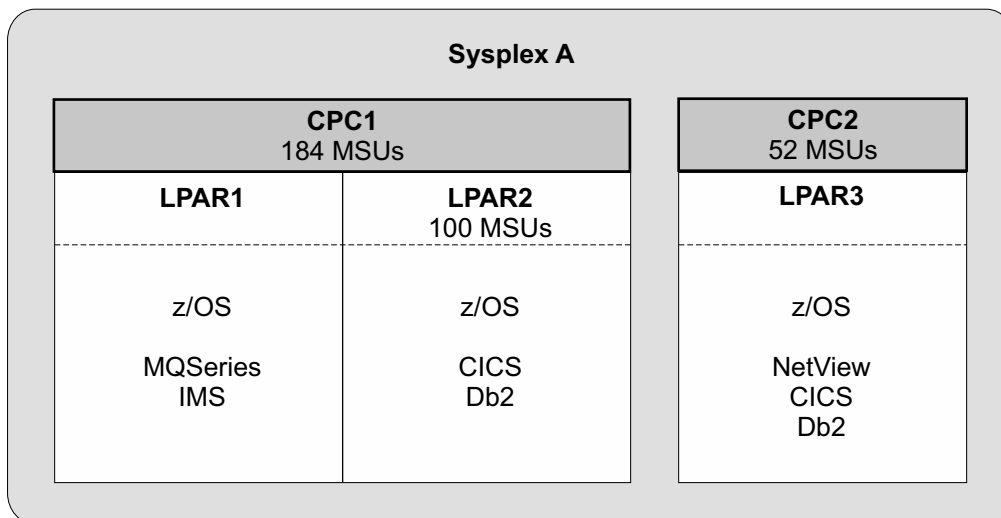 Sysplex A
CPC1
184 MSUs
CPC2
52 MSUs
LPAR1
LPAR2
100 MSUs
LPAR3
z/OS
MQSeries
IMS
z/OS
CICS
Db2
z/OS
NetView
CICS
Db2